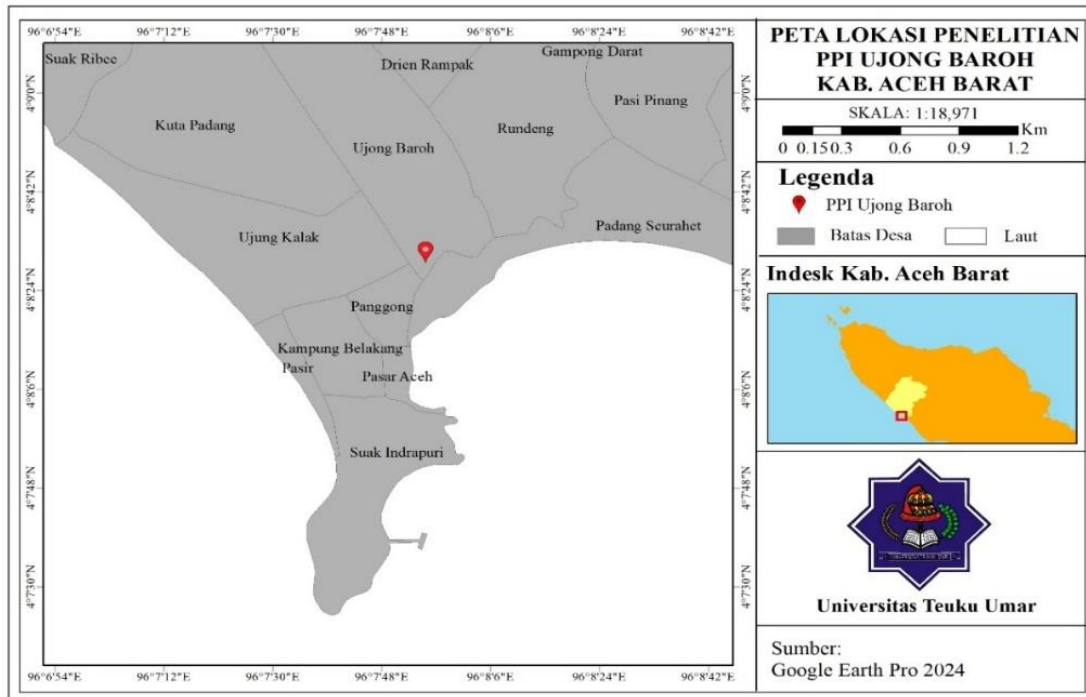 96°6'54"E 96°7'12"E 96°7'30"E 96°7'48"E 96°8'6"E 96°8'24"E 96°8'42"E
4°9'0"N
4°8'42"N
4°8'24"N
4°8'6"N
4°7'48"N
4°7'30"N
Suak Ribee
Drien Rampak
Gampong Darat
Pasi Pinang
Kuta Padang
Rundeng
Ujong Baroh
Padang Seurahet
Ujung Kalak
Panggong
Kampung Belakang
Pasir
Pasar Aceh
Suak Indrapuri
4°9'0"N
4°8'42"N
4°8'24"N
4°8'6"N
4°7'48"N
4°7'30"N
96°6'54"E 96°7'12"E 96°7'30"E 96°7'48"E 96°8'6"E 96°8'24"E 96°8'42"E
PETA LOKASI PENELITIAN
PPI UJONG BAROH
KAB. ACEH BARAT
SKALA: 1:18,971
Km
0 0.15 0.3 0.6 0.9 1.2
Legenda
PPI Ujong Baroh
Batas Desa Laut
Indesk Kab. Aceh Barat
Universitas Teuku Umar
Sumber:
Google Earth Pro 2024